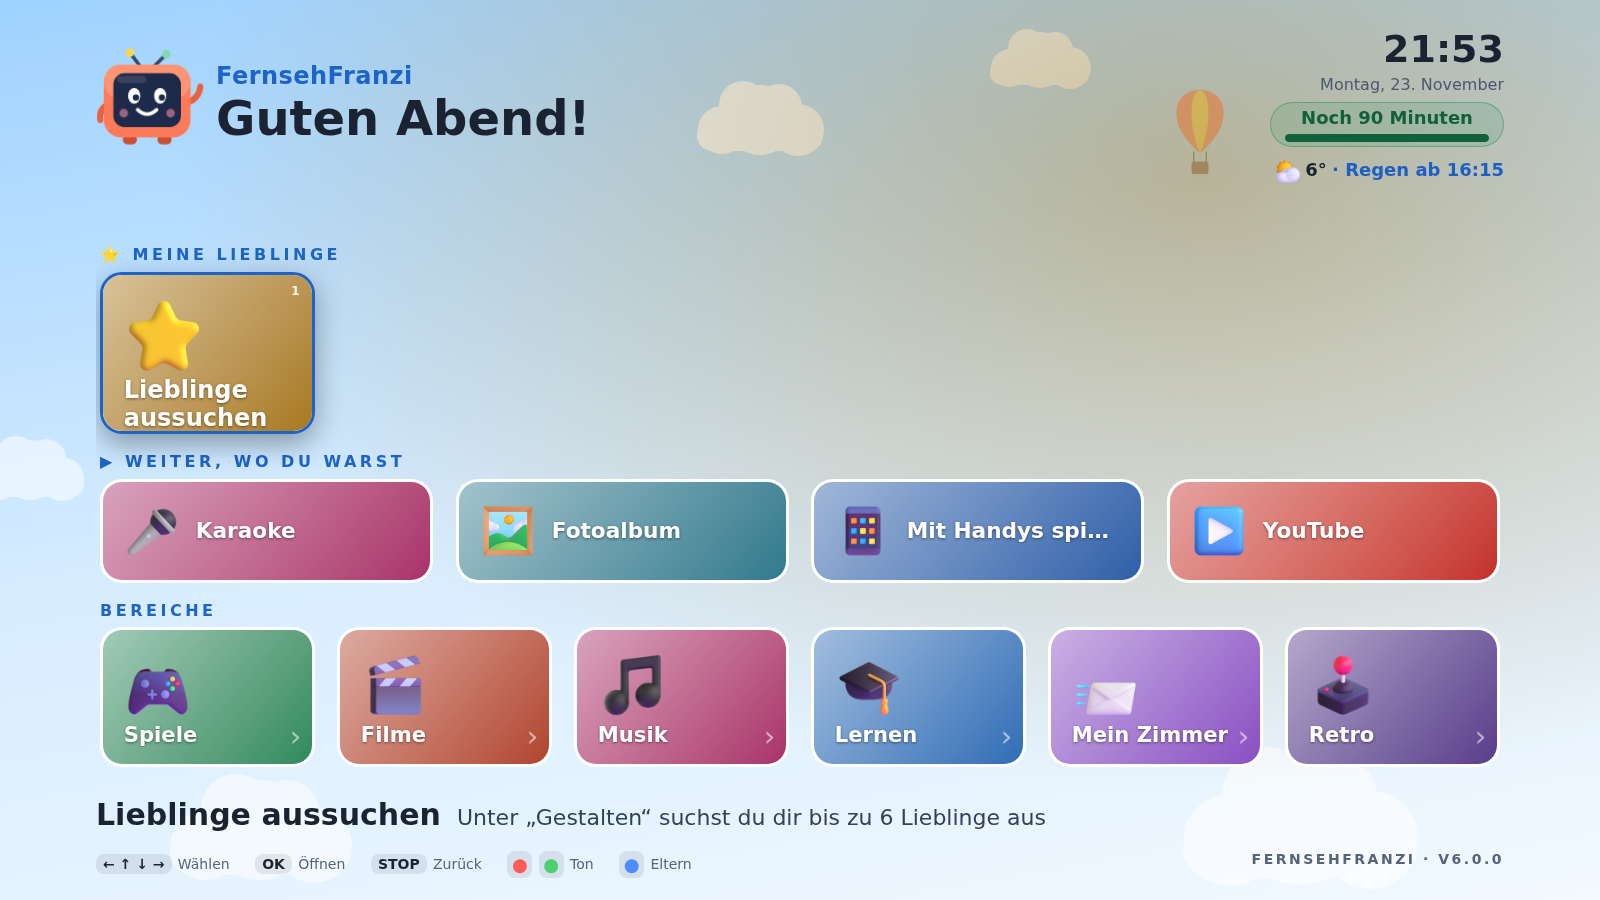 FernsehFranzi
Guten Abend!
21:53
Montag, 23. November
Noch 90 Minuten
6° · Regen ab 16:15
⭐ MEINE LIEBLINGE
1
Lieblinge
aussuchen
▶ WEITER, WO DU WARST
Karaoke
Fotoalbum
Mit Handys spi…
YouTube
BEREICHE
Spiele ›
Filme ›
Musik ›
Lernen ›
Mein Zimmer ›
Retro ›
Lieblinge aussuchen Unter „Gestalten“ suchst du dir bis zu 6 Lieblinge aus
← ↑ ↓ → Wählen OK Öffnen STOP Zurück Ton Eltern
FERNSEHFRANZI · V6.0.0